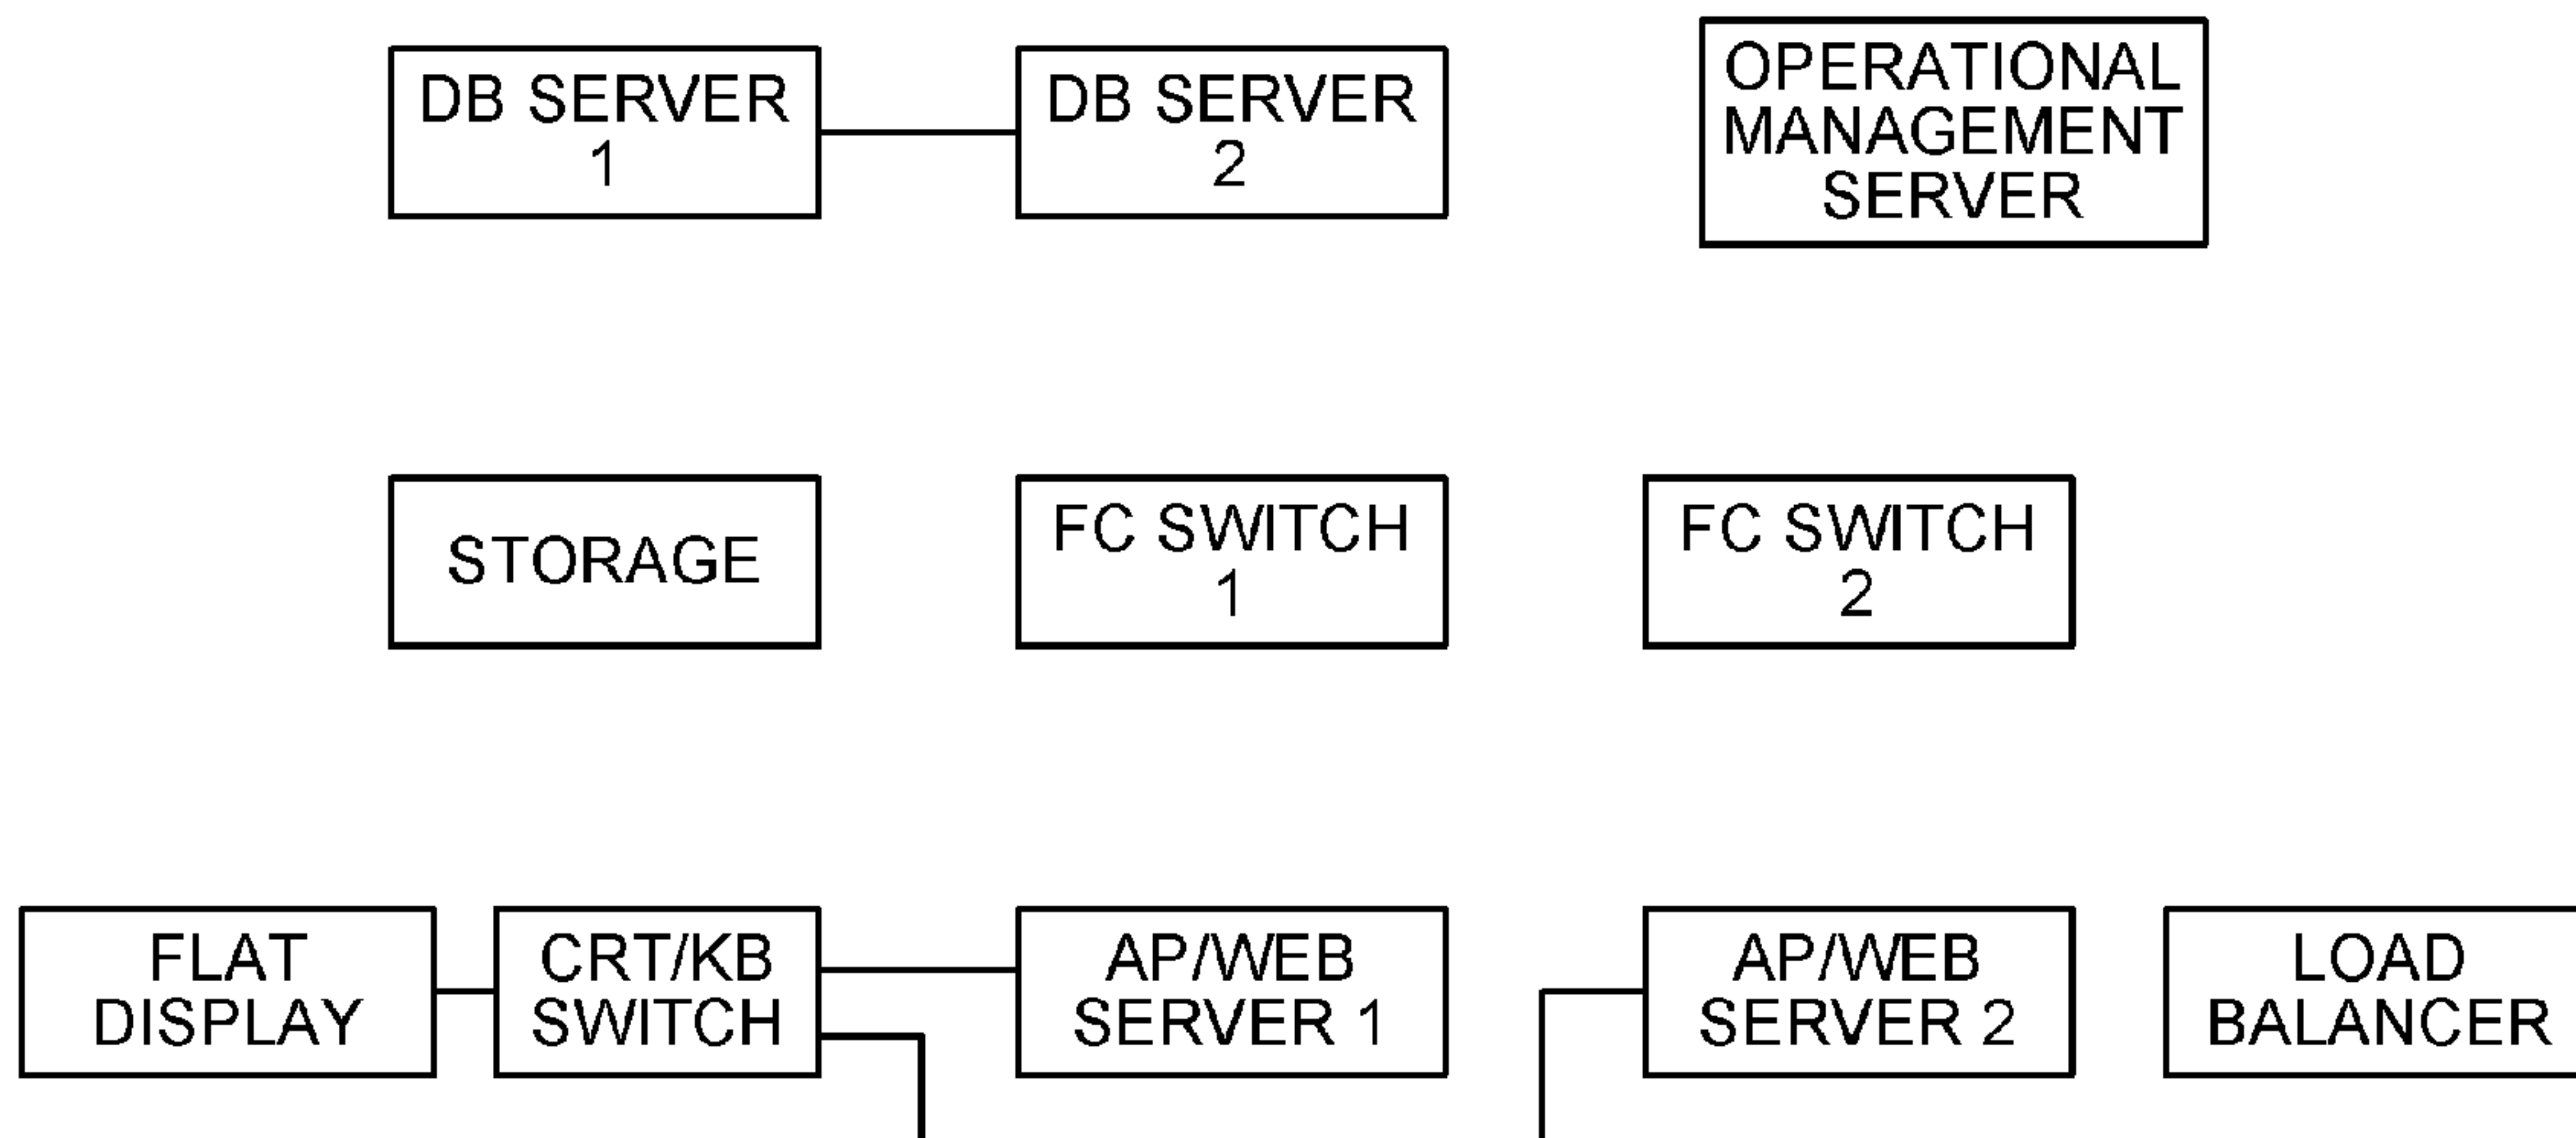 DB SERVER
1
DB SERVER
2
OPERATIONAL
MANAGEMENT
SERVER
STORAGE
FC SWITCH
1
FC SWITCH
2
FLAT
DISPLAY
CRT/KB
SWITCH
AP/WEB
SERVER 1
AP/WEB
SERVER 2
LOAD
BALANCER